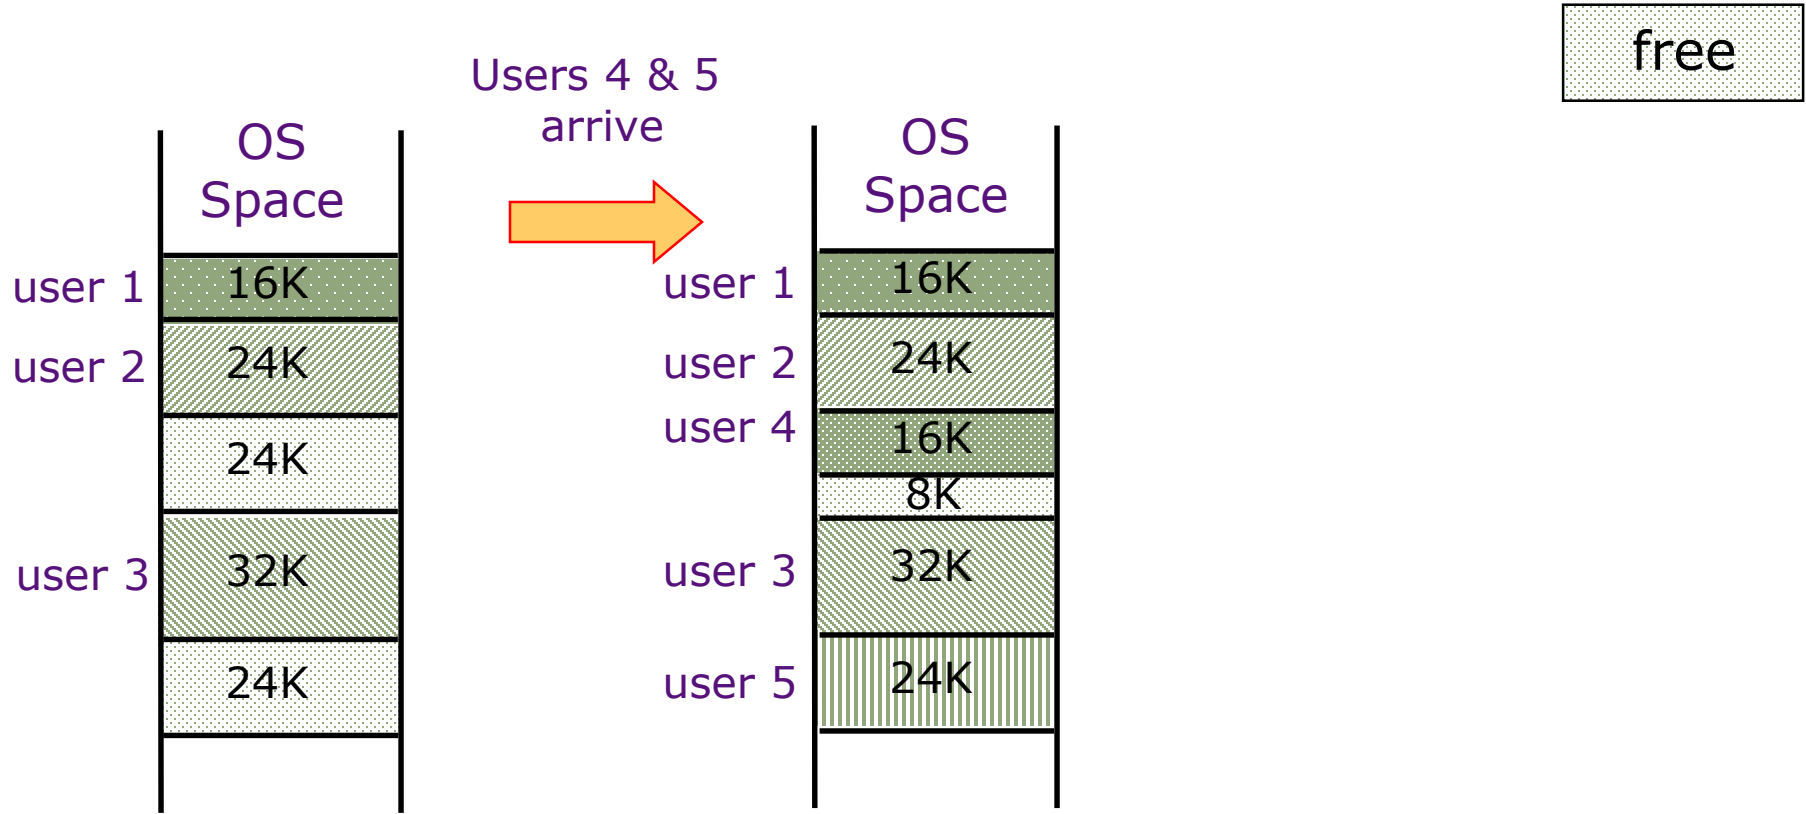 free
Users 4 & 5
arrive
OS
Space
user 1 16K
user 2 24K
24K
user 3 32K
24K
OS
Space
user 1 16K
user 2 24K
user 4 16K
8K
user 3 32K
user 5 24K